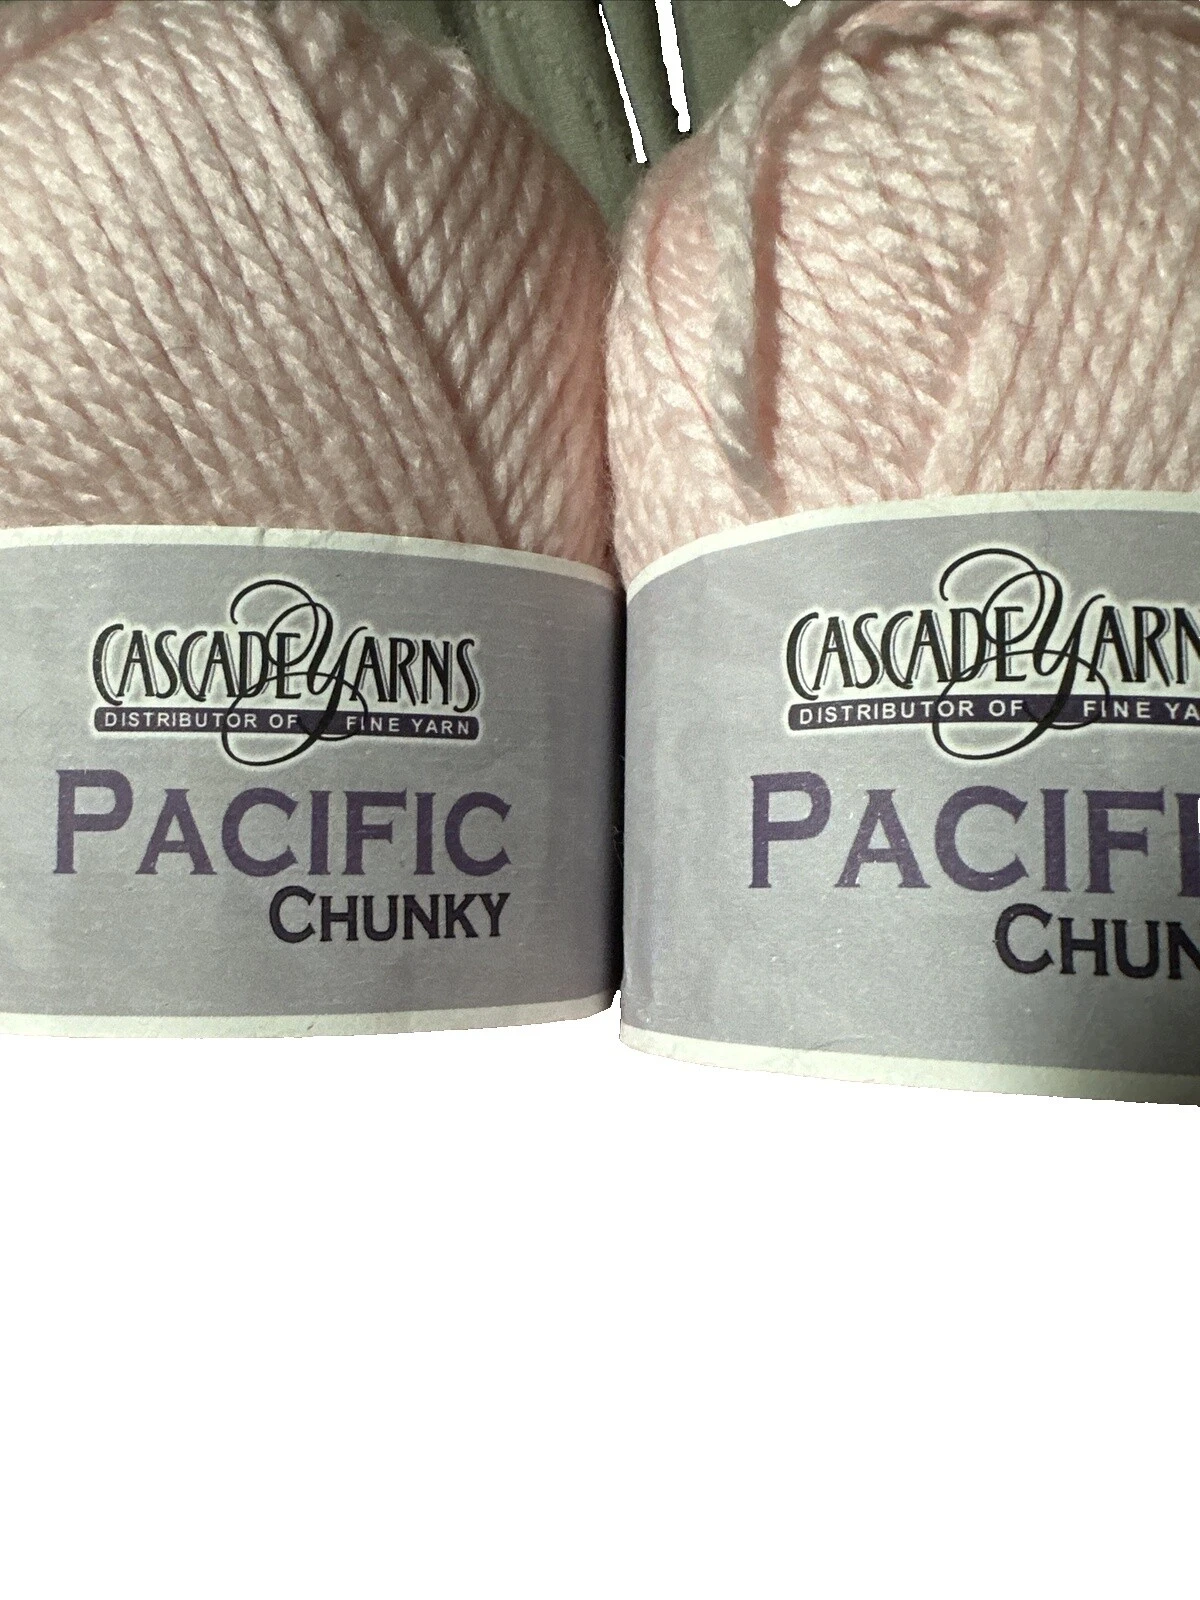 CASCADE YARNS
DISTRIBUTOR OF FINE YARN
PACIFIC
CHUNKY
CASCADE YARN
DISTRIBUTOR OF FINE YA
PACIFI
CHUN